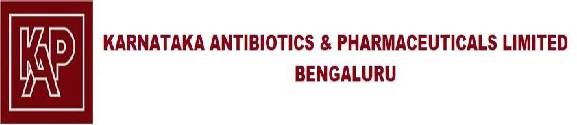 KAP
KARNATAKA ANTIBIOTICS & PHARMACEUTICALS LIMITED
BENGALURU